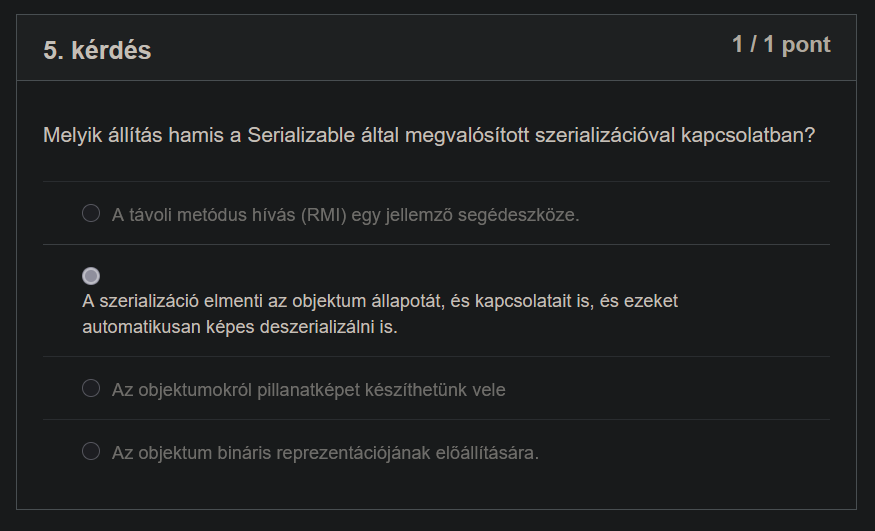 5. kérdés
1 / 1 pont
Melyik állítás hamis a Serializable által megvalósított szerializációval kapcsolatban?
A távoli metódus hívás (RMI) egy jellemző segédeszköze.
A szerializáció elmenti az objektum állapotát, és kapcsolatait is, és ezeket
automatikusan képes deszerializálni is.
Az objektumokról pillanatképet készíthetünk vele
Az objektum bináris reprezentációjának előállítására.